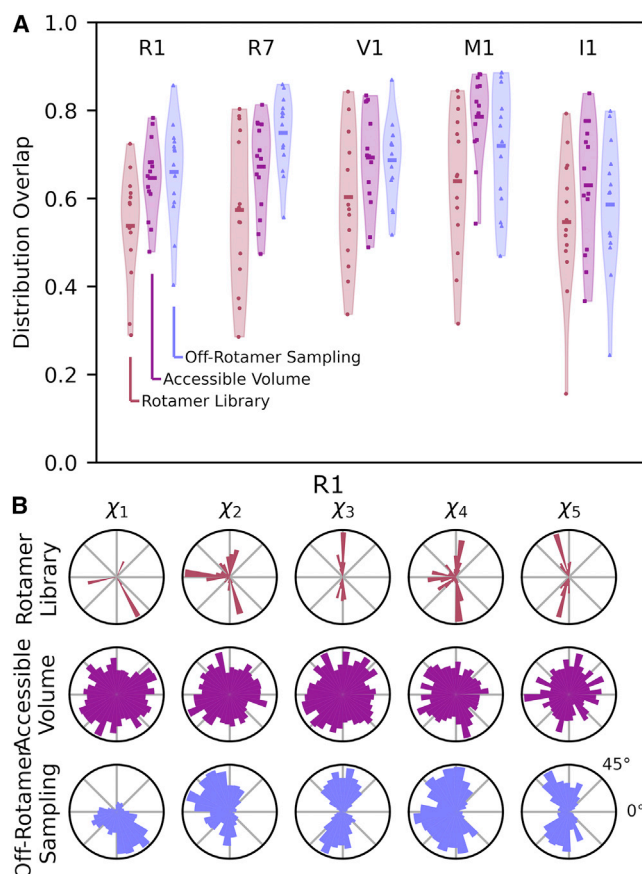 A
1.0
R1 R7 V1 M1 I1
0.8
0.6
0.4
0.2
0.0
Distribution Overlap
Off-Rotamer Sampling
Accessible Volume
Rotamer Library
R1
B
χ1 χ2 χ3 χ4 χ5
Rotamer
Library
Accessible
Volume
Off-Rotamer
Sampling
45°
0°